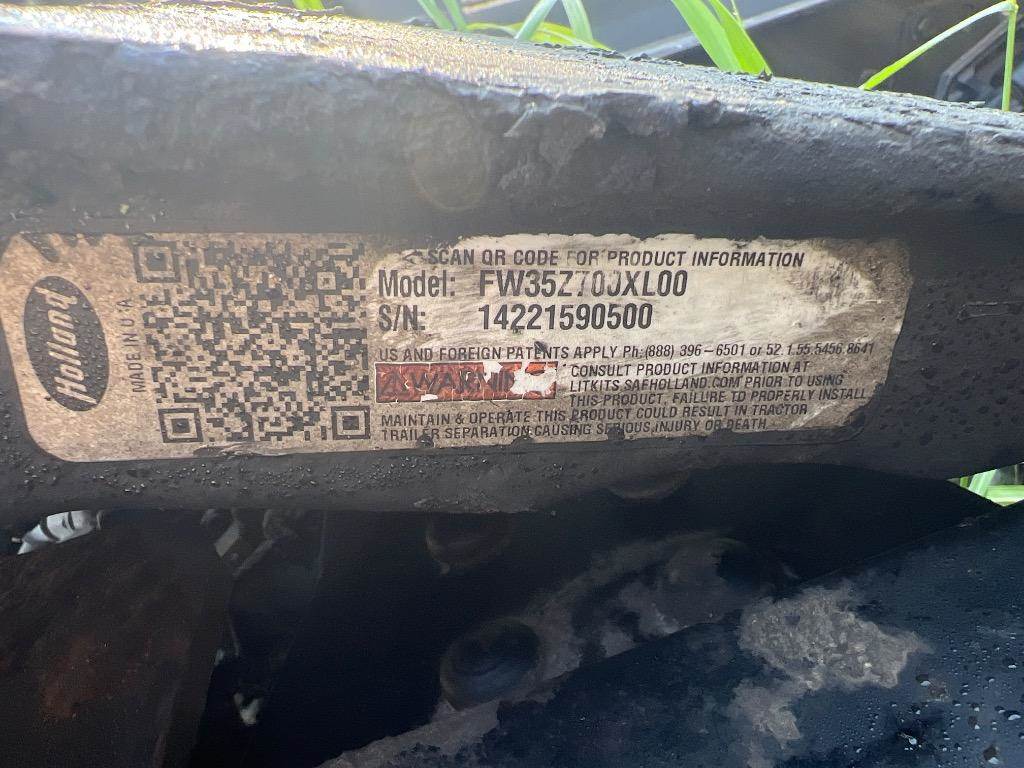 Holland
MADE IN U.S.A
SCAN QR CODE FOR PRODUCT INFORMATION
Model: FW35Z700XL00
S/N: 14221590500
US AND FOREIGN PATENTS APPLY Ph: (888) 396-6501 or 52.1.55.5456.8641
WARNING
CONSULT PRODUCT INFORMATION AT
LITKITS.SAFHOLLAND.COM PRIOR TO USING
THIS PRODUCT. FAILURE TO PROPERLY INSTALL
MAINTAIN & OPERATE THIS PRODUCT COULD RESULT IN TRACTOR
TRAILER SEPARATION CAUSING SERIOUS INJURY OR DEATH